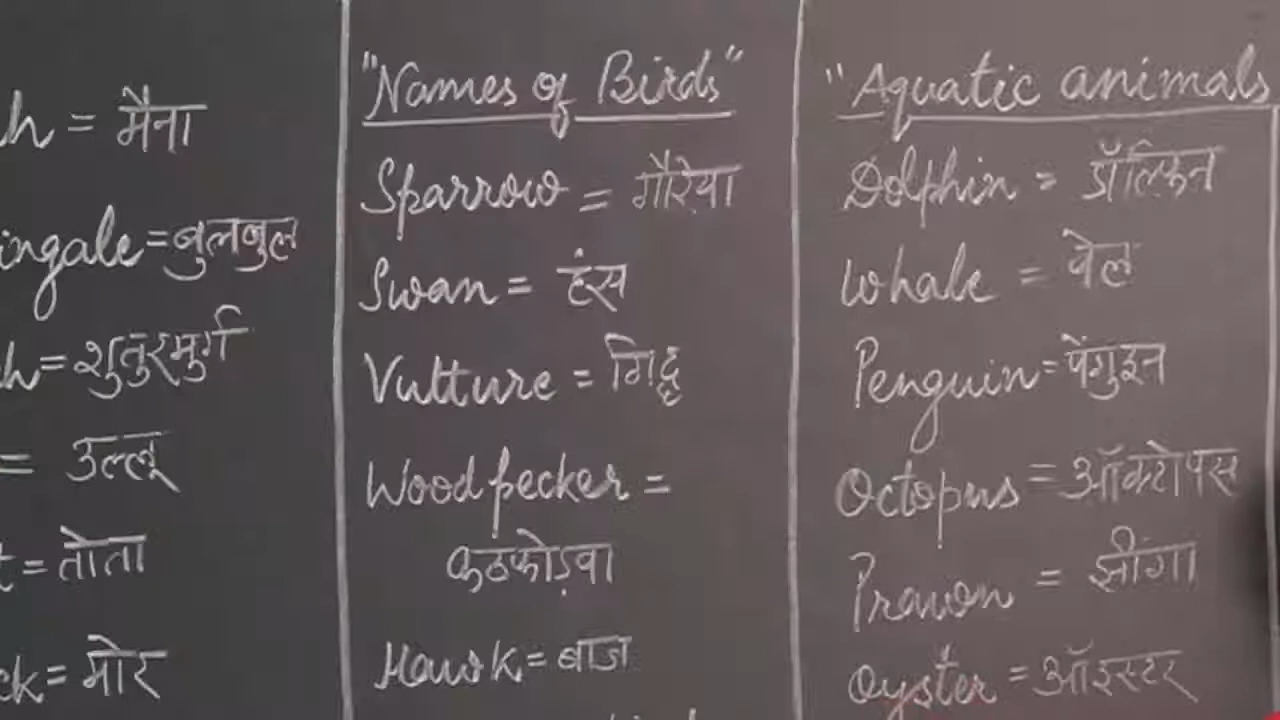 h = मैना
ingale = बुलबुल
h = शुतुरमुर्ग
= उल्लू
t = तोता
ck = मोर
"Names of Birds"
Sparrow = गौरैया
Swan = हंस
Vulture = गिद्ध
Woodpecker =
कठफोड़वा
Hawk = बाज
"Aquatic animals
Dolphin = डॉल्फिन
Whale = वेल
Penguin = पेंगुइन
Octopus = ऑक्टोपस
Prawn = झींगा
Oyster = ऑइस्टर